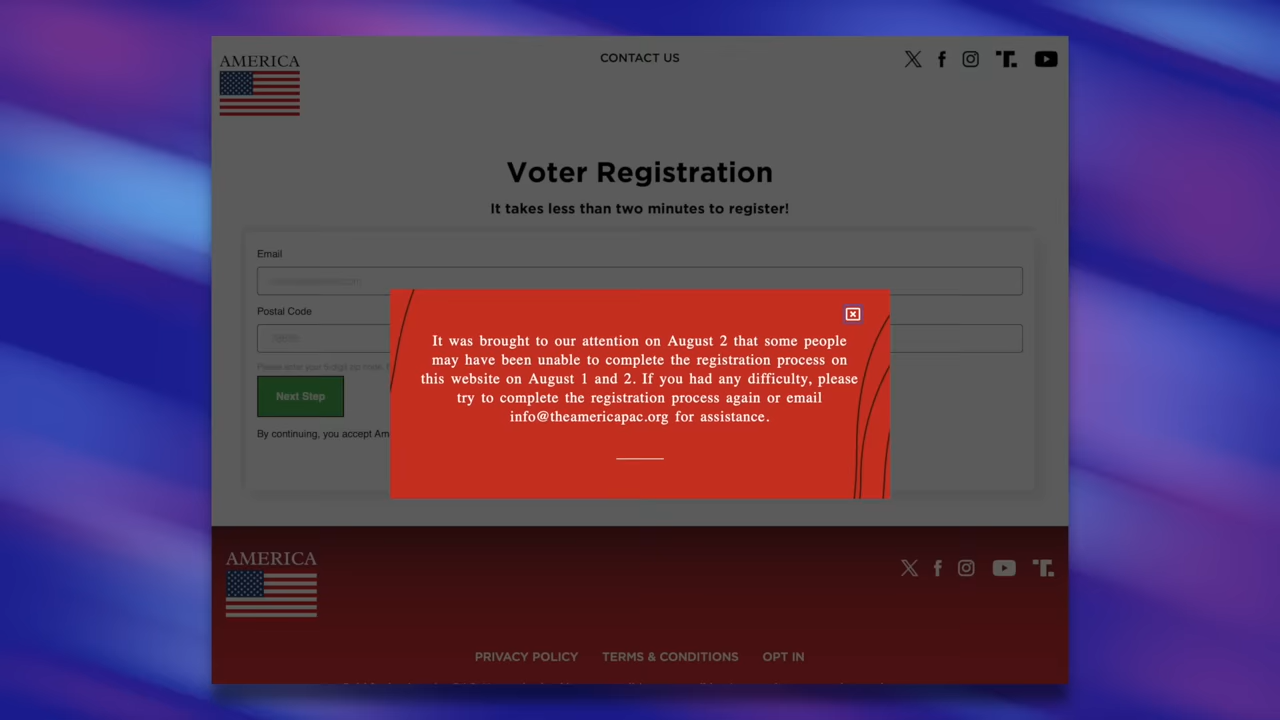 AMERICA
CONTACT US
Voter Registration
It takes less than two minutes to register!
Email
Postal Code
It was brought to our attention on August 2 that some people
may have been unable to complete the registration process on
this website on August 1 and 2. If you had any difficulty, please
try to complete the registration process again or email
info@theamericapac.org for assistance.
Next Step
By continuing, you accept Am
AMERICA
PRIVACY POLICY TERMS & CONDITIONS OPT IN